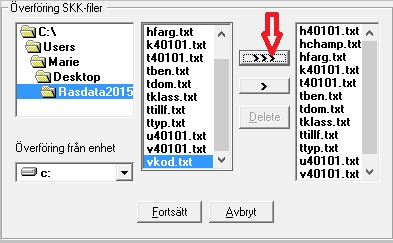 Överföring SKK-filer
C:\
Users
Marie
Desktop
Rasdata2015
Överföring från enhet
c:
hfarg.txt
k40101.txt
t40101.txt
tben.txt
tdom.txt
tklass.txt
ttillf.txt
ttyp.txt
u40101.txt
v40101.txt
vkod.txt
>>>
>
Delete
h40101.txt
hchamp.txt
hfarg.txt
k40101.txt
t40101.txt
tben.txt
tdom.txt
tklass.txt
ttillf.txt
ttyp.txt
u40101.txt
v40101.txt
Fortsätt
Avbryt